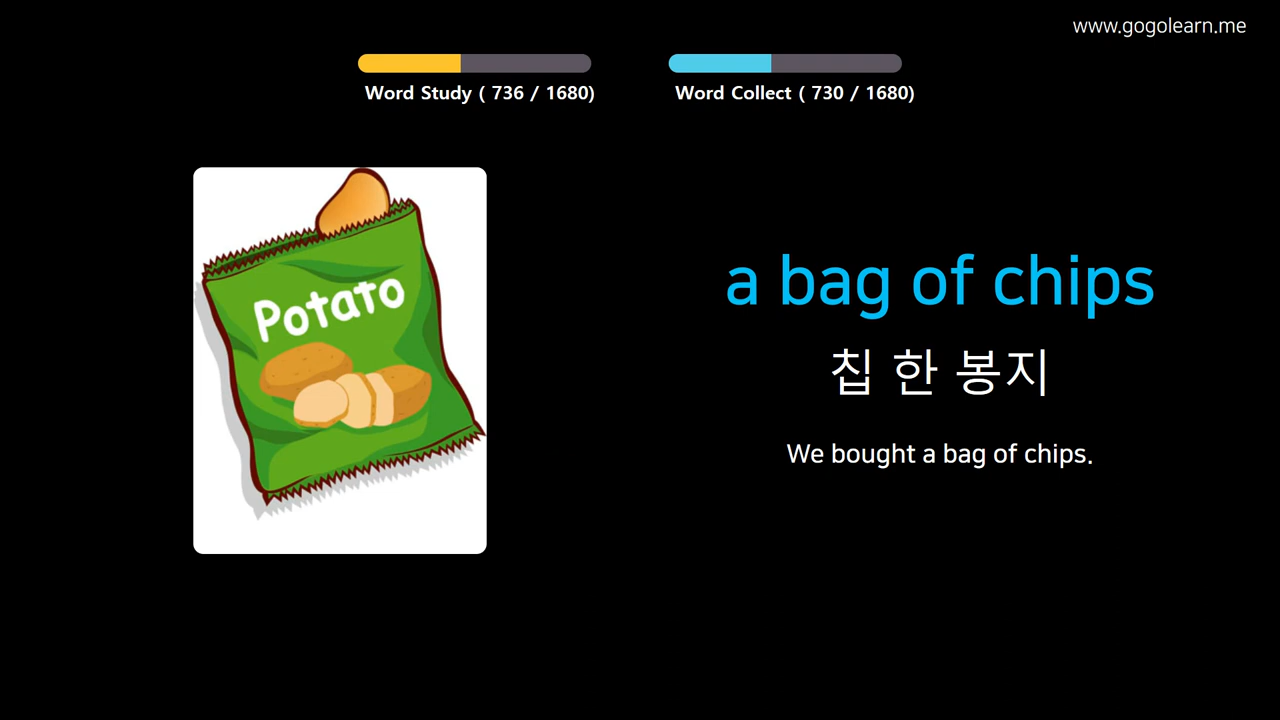 www.gogolearn.me
Word Study ( 736 / 1680)
Word Collect ( 730 / 1680)
Potato
a bag of chips
칩 한 봉지
We bought a bag of chips.